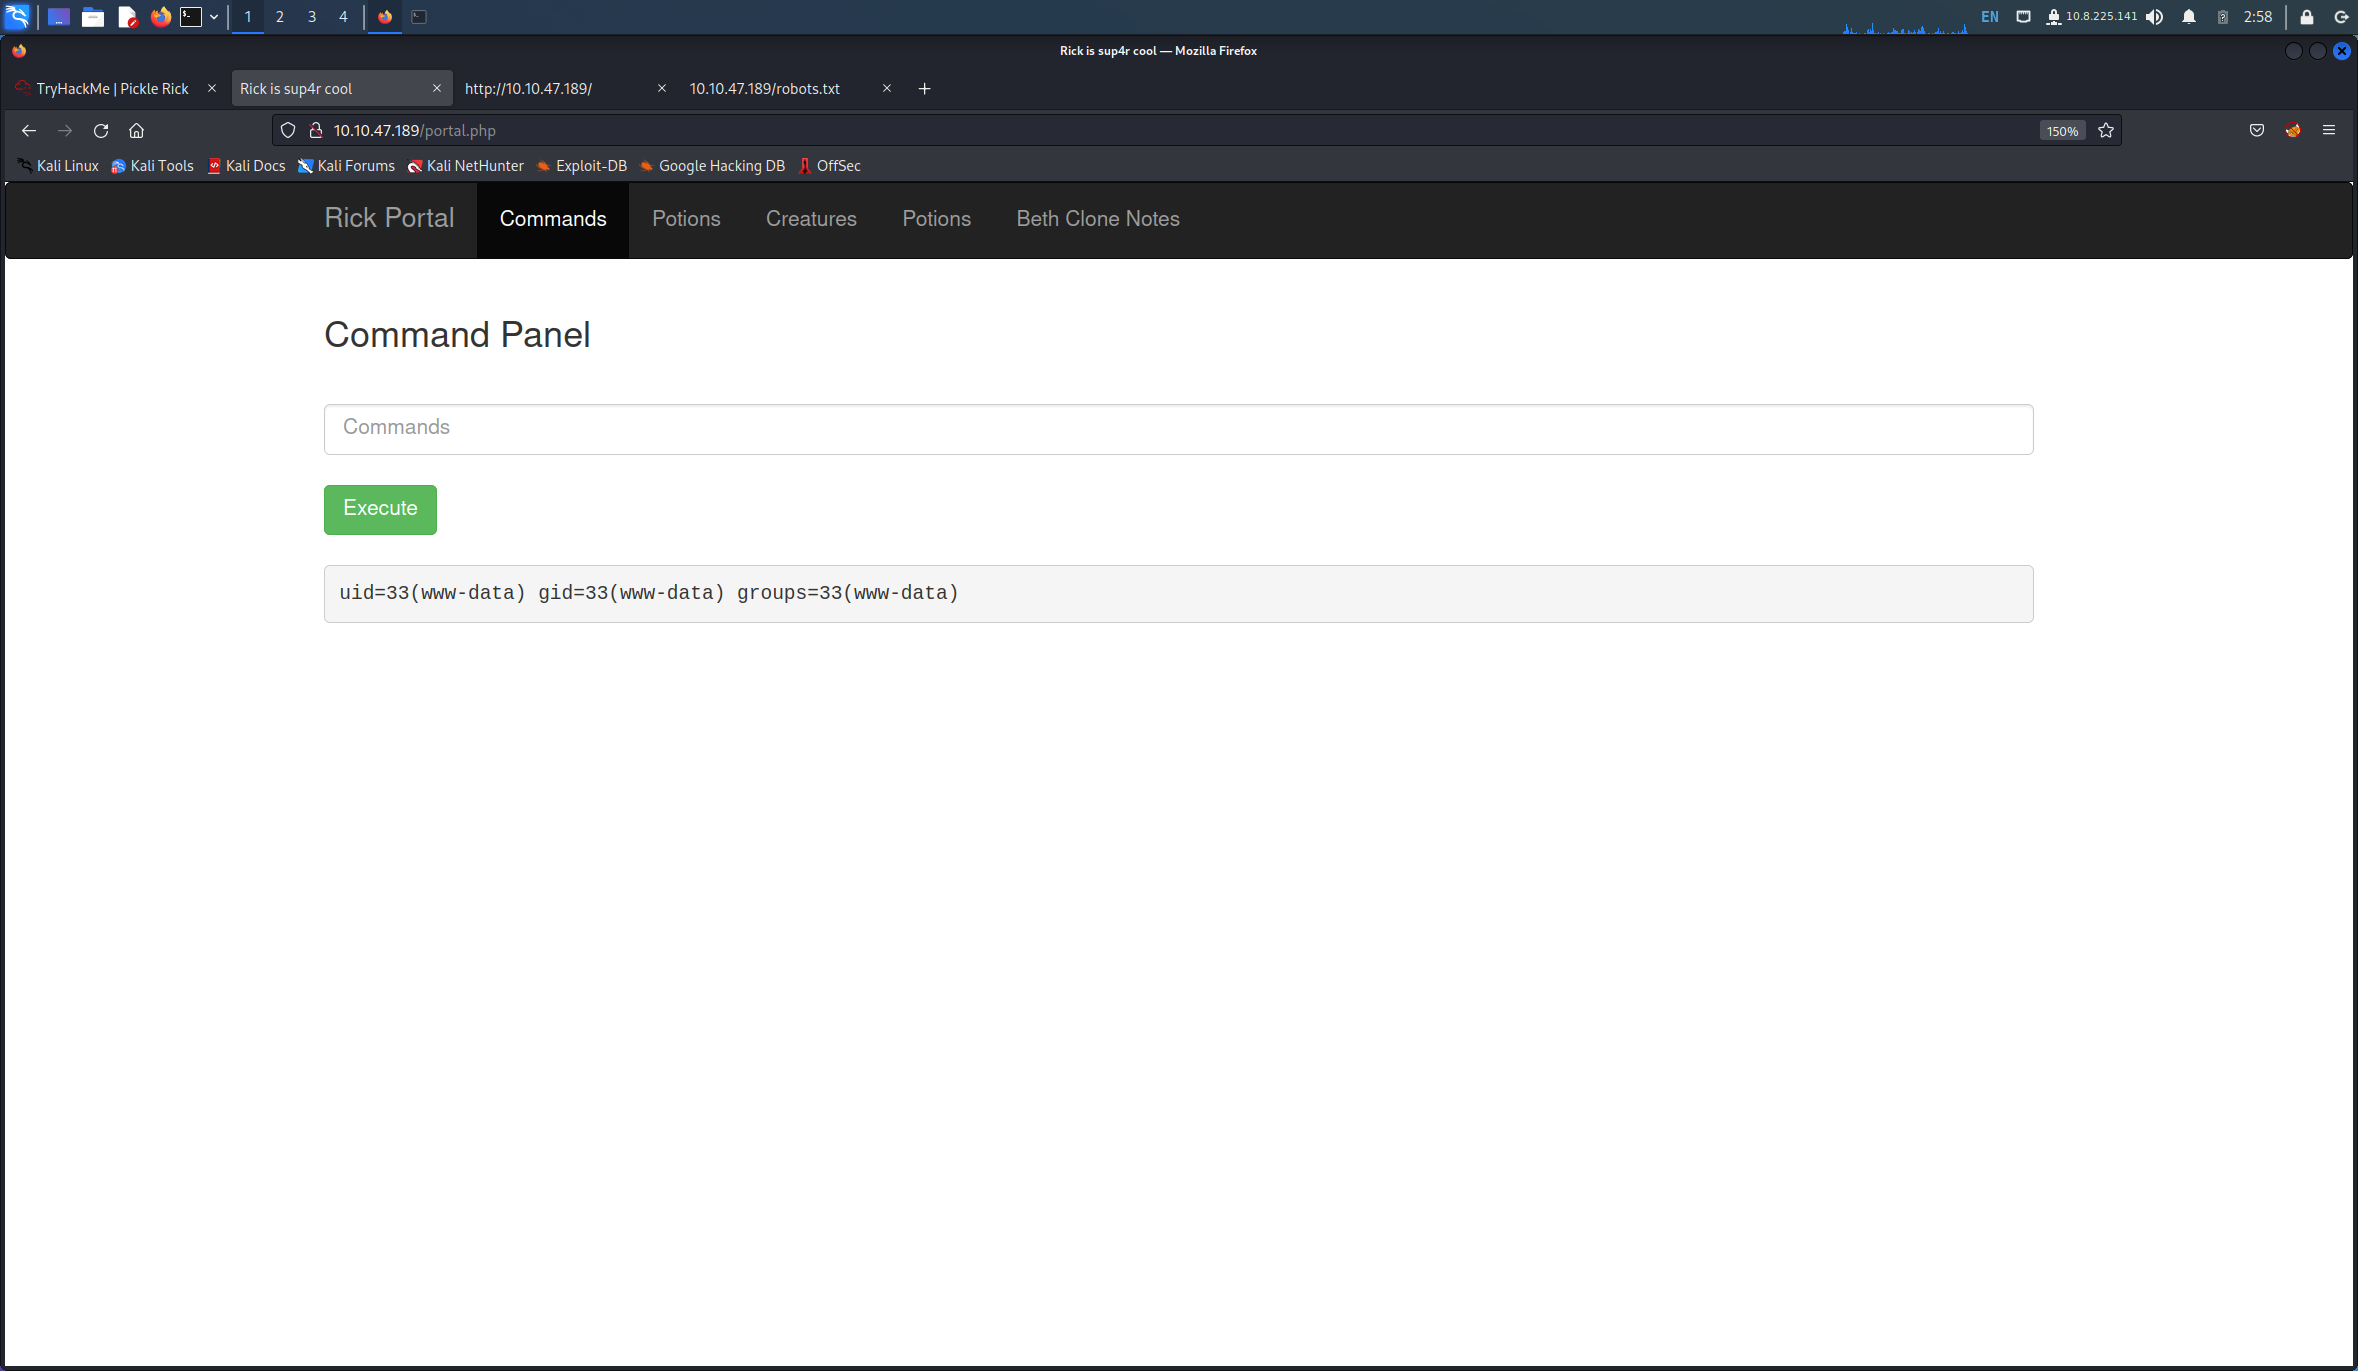 1 2 3 4 EN 10.8.225.141 2:58
Rick is sup4r cool — Mozilla Firefox
TryHackMe | Pickle Rick Rick is sup4r cool http://10.10.47.189/ 10.10.47.189/robots.txt
10.10.47.189/portal.php 150%
Kali Linux Kali Tools Kali Docs Kali Forums Kali NetHunter Exploit-DB Google Hacking DB OffSec
Rick Portal Commands Potions Creatures Potions Beth Clone Notes
Command Panel
Commands
Execute
uid=33(www-data) gid=33(www-data) groups=33(www-data)